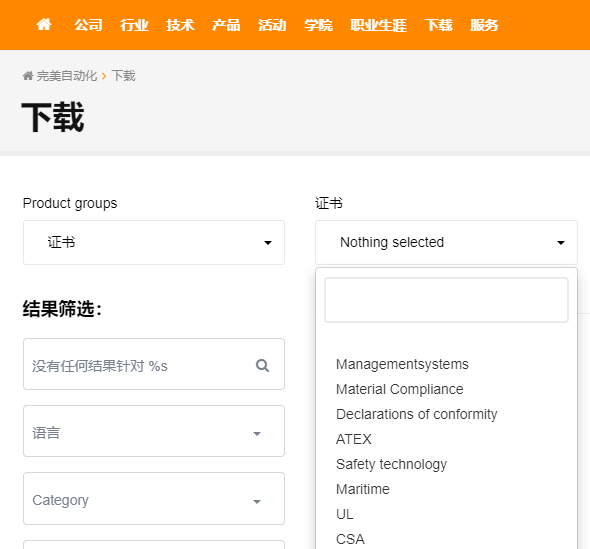 公司 行业 技术 产品 活动 学院 职业生涯 下载 服务
完美自动化 > 下载
下载
Product groups
证书
证书
Nothing selected
结果筛选：
没有任何结果针对 %s
语言
Category
Managementsystems
Material Compliance
Declarations of conformity
ATEX
Safety technology
Maritime
UL
CSA